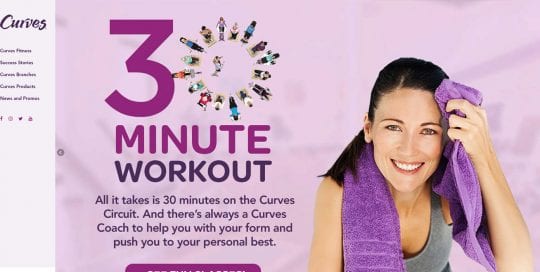 Curves
Curves Fitness
Success Stories
Curves Branches
Curves Products
News and Promos
30
MINUTE
WORKOUT
All it takes is 30 minutes on the Curves
Circuit. And there's always a Curves
Coach to help you with your form and
push you to your personal best.